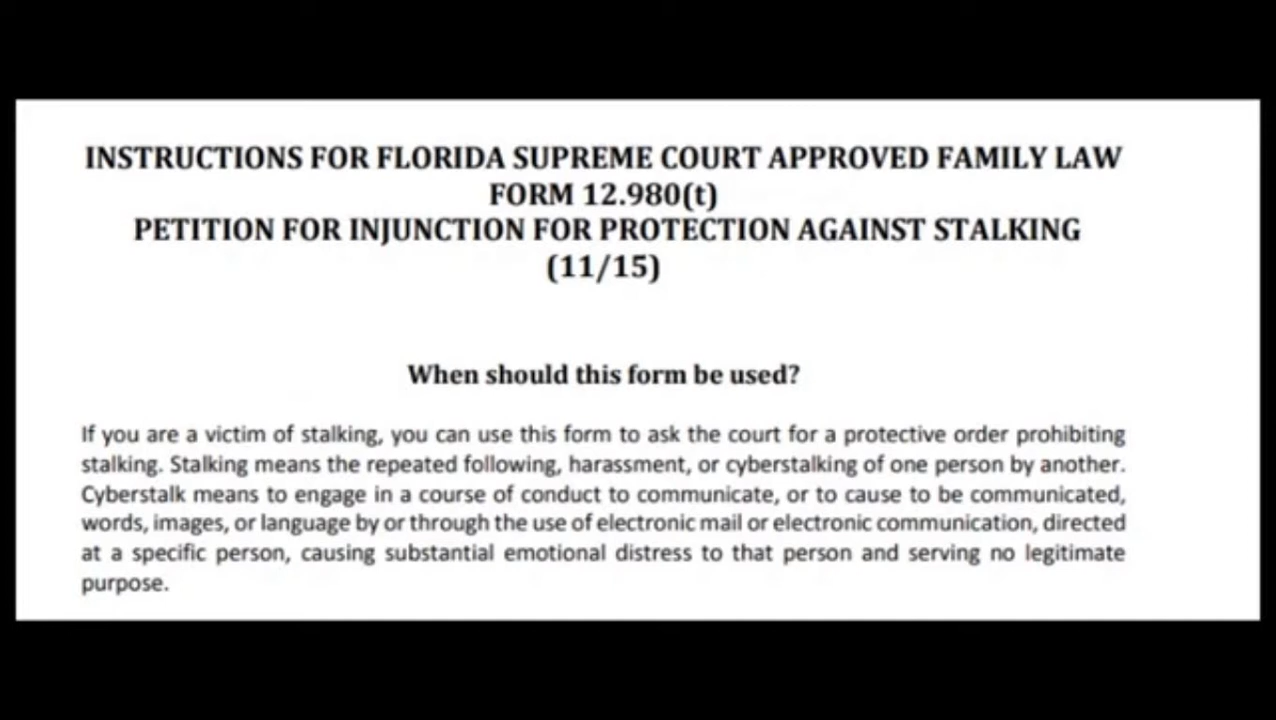 INSTRUCTIONS FOR FLORIDA SUPREME COURT APPROVED FAMILY LAW
FORM 12.980(t)
PETITION FOR INJUNCTION FOR PROTECTION AGAINST STALKING
(11/15)
When should this form be used?
If you are a victim of stalking, you can use this form to ask the court for a protective order prohibiting
stalking. Stalking means the repeated following, harassment, or cyberstalking of one person by another.
Cyberstalk means to engage in a course of conduct to communicate, or to cause to be communicated,
words, images, or language by or through the use of electronic mail or electronic communication, directed
at a specific person, causing substantial emotional distress to that person and serving no legitimate
purpose.